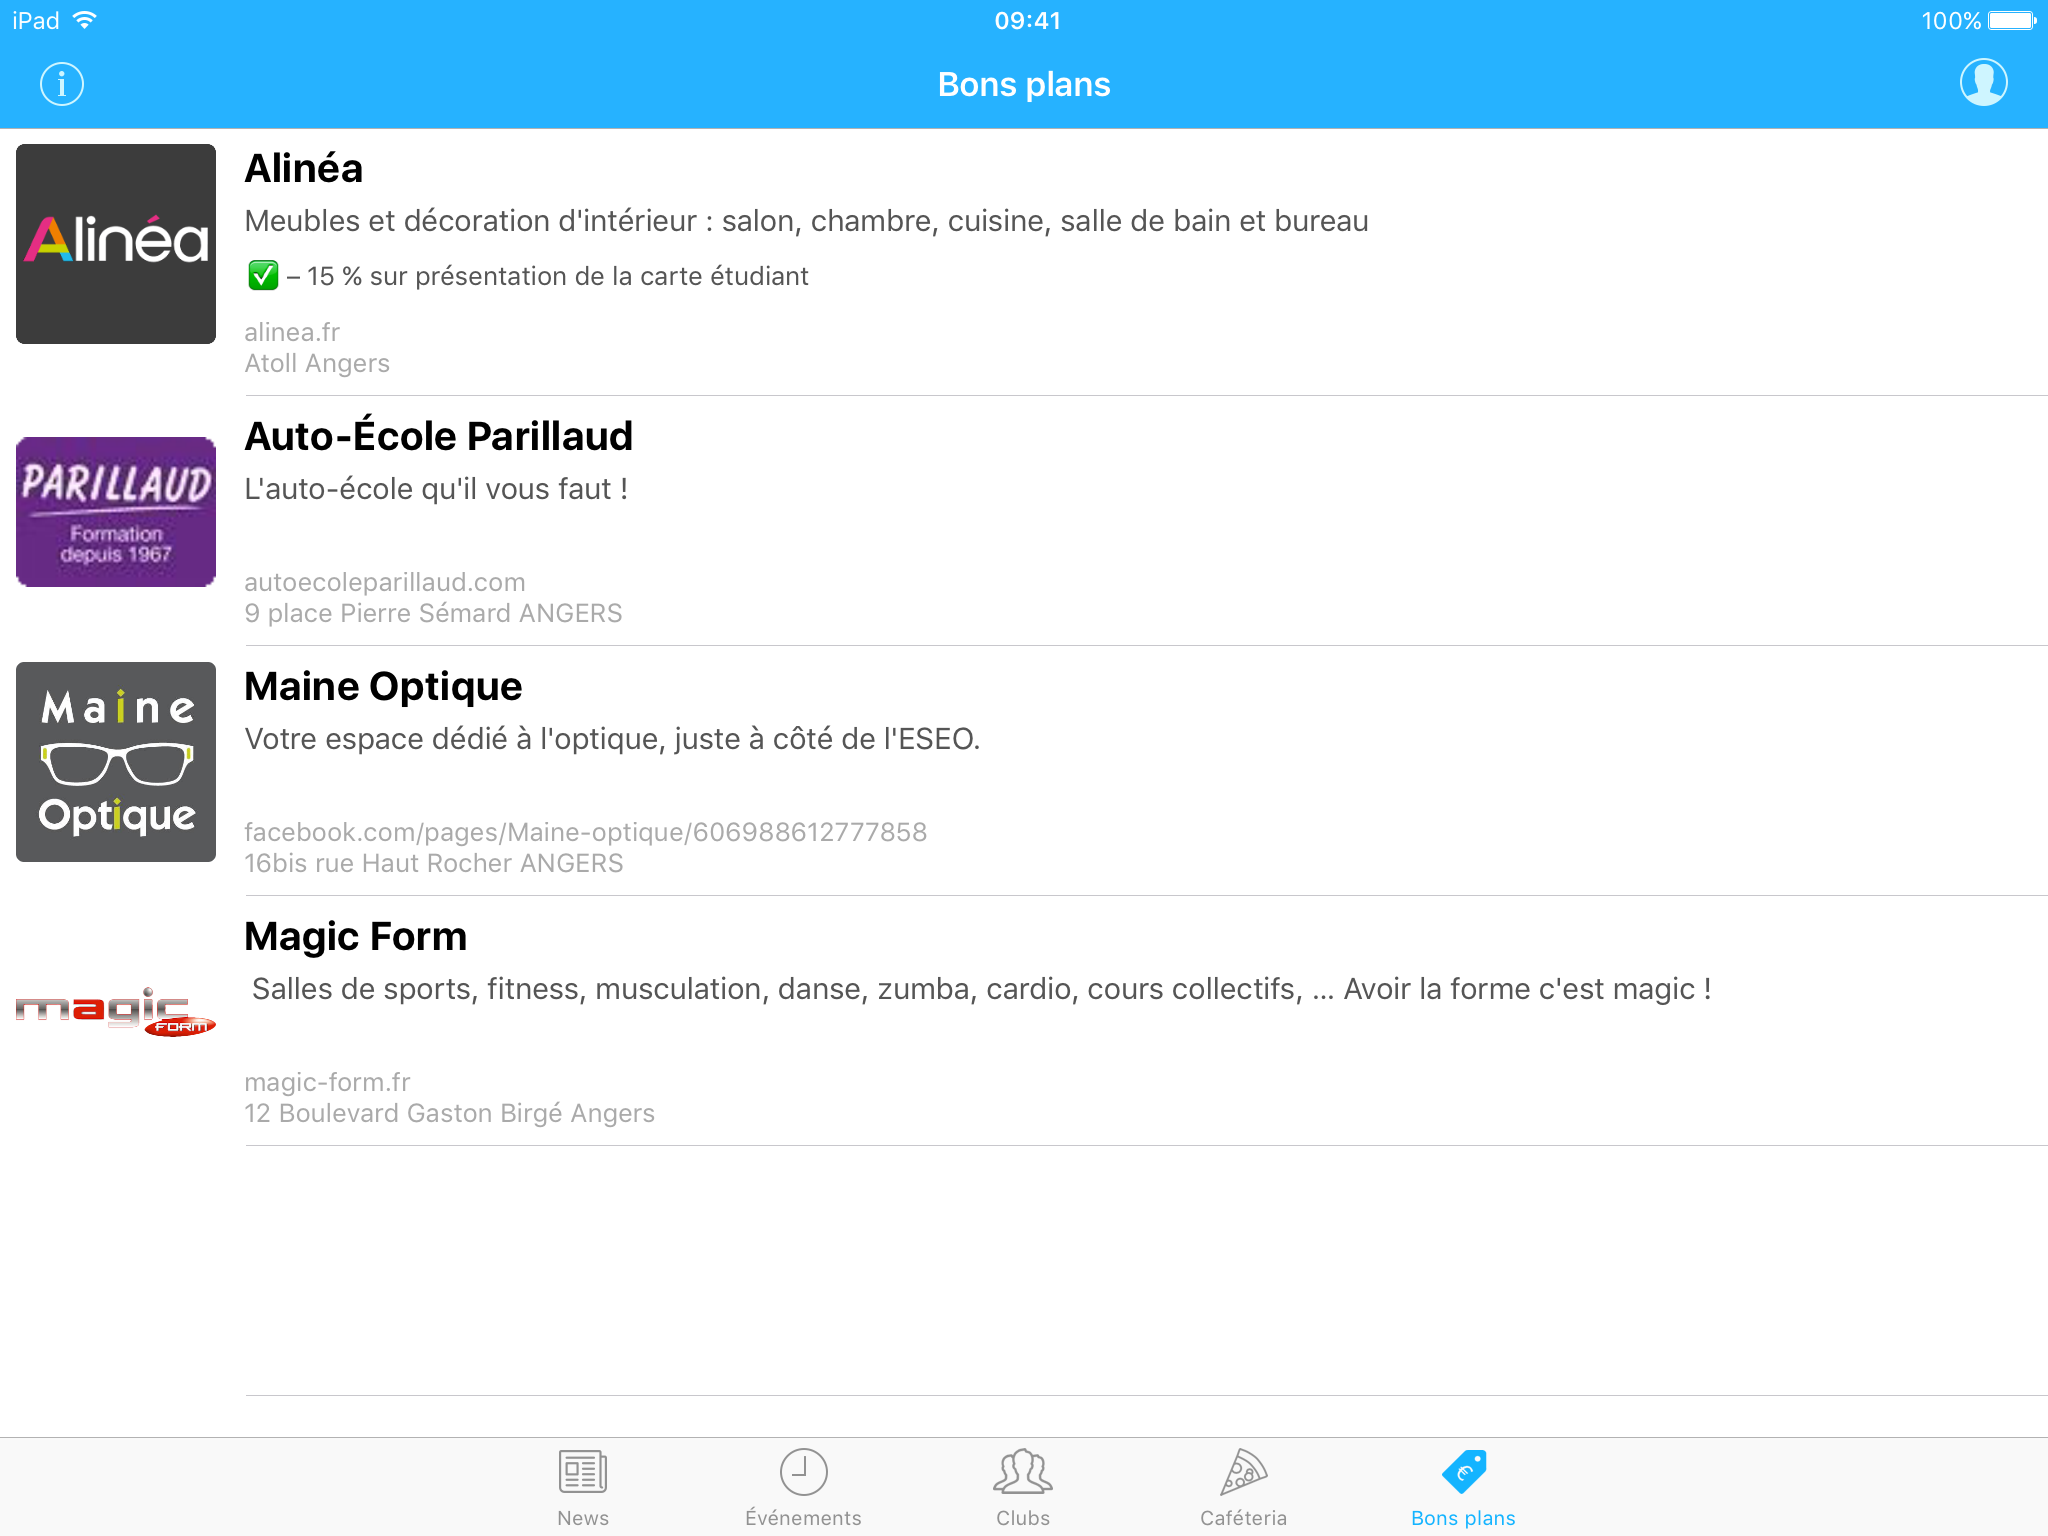 iPad 09:41 100%
i Bons plans
Alinéa
Alinéa
Meubles et décoration d'intérieur : salon, chambre, cuisine, salle de bain et bureau
✅ – 15 % sur présentation de la carte étudiant
alinea.fr
Atoll Angers
PARILLAUD
Formation
depuis 1967
Auto-École Parillaud
L'auto-école qu'il vous faut !
autoecoleparillaud.com
9 place Pierre Sémard ANGERS
Maine
Optique
Maine Optique
Votre espace dédié à l'optique, juste à côté de l'ESEO.
facebook.com/pages/Maine-optique/606988612777858
16bis rue Haut Rocher ANGERS
magic
FORM
Magic Form
Salles de sports, fitness, musculation, danse, zumba, cardio, cours collectifs, ... Avoir la forme c'est magic !
magic-form.fr
12 Boulevard Gaston Birgé Angers
€
News Événements Clubs Caféteria Bons plans